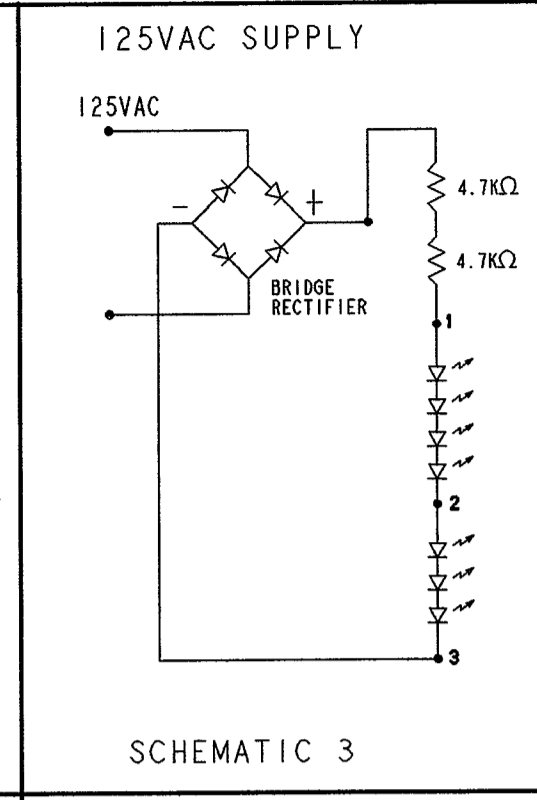 125VAC SUPPLY
125VAC
-
+
4.7KΩ
4.7KΩ
BRIDGE
RECTIFIER
1
2
3
SCHEMATIC 3